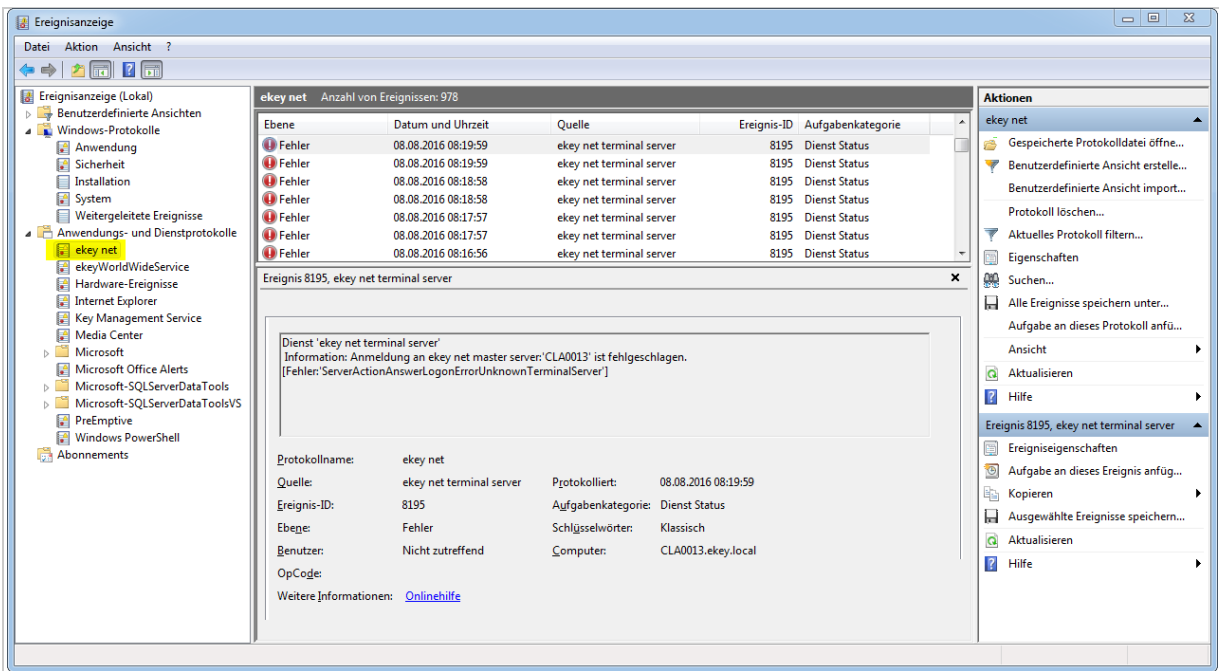 Ereignisanzeige
Datei Aktion Ansicht ?
Ereignisanzeige (Lokal)
Benutzerdefinierte Ansichten
Windows-Protokolle
Anwendung
Sicherheit
Installation
System
Weitergeleitete Ereignisse
Anwendungs- und Dienstprotokolle
ekey net
ekeyWorldWideService
Hardware-Ereignisse
Internet Explorer
Key Management Service
Media Center
Microsoft
Microsoft Office Alerts
Microsoft-SQLServerDataTools
Microsoft-SQLServerDataToolsVS
PreEmptive
Windows PowerShell
Abonnements
ekey net Anzahl von Ereignissen: 978
Ebene Datum und Uhrzeit Quelle Ereignis-ID Aufgabenkategorie
Fehler 08.08.2016 08:19:59 ekey net terminal server 8195 Dienst Status
Fehler 08.08.2016 08:19:59 ekey net terminal server 8195 Dienst Status
Fehler 08.08.2016 08:18:58 ekey net terminal server 8195 Dienst Status
Fehler 08.08.2016 08:18:58 ekey net terminal server 8195 Dienst Status
Fehler 08.08.2016 08:17:57 ekey net terminal server 8195 Dienst Status
Fehler 08.08.2016 08:17:57 ekey net terminal server 8195 Dienst Status
Fehler 08.08.2016 08:16:56 ekey net terminal server 8195 Dienst Status
Ereignis 8195, ekey net terminal server
Dienst 'ekey net terminal server'
Information: Anmeldung an ekey net master server:'CLA0013' ist fehlgeschlagen.
[Fehler:'ServerActionAnswerLogonErrorUnknownTerminalServer']
Protokollname: ekey net
Quelle: ekey net terminal server Protokolliert: 08.08.2016 08:19:59
Ereignis-ID: 8195 Aufgabenkategorie: Dienst Status
Ebene: Fehler Schlüsselwörter: Klassisch
Benutzer: Nicht zutreffend Computer: CLA0013.ekey.local
OpCode:
Weitere Informationen: Onlinehilfe
Aktionen
ekey net
Gespeicherte Protokolldatei öffne...
Benutzerdefinierte Ansicht erstelle...
Benutzerdefinierte Ansicht import...
Protokoll löschen...
Aktuelles Protokoll filtern...
Eigenschaften
Suchen...
Alle Ereignisse speichern unter...
Aufgabe an dieses Protokoll anfü...
Ansicht
Aktualisieren
Hilfe
Ereignis 8195, ekey net terminal server
Ereigniseigenschaften
Aufgabe an dieses Ereignis anfüg...
Kopieren
Ausgewählte Ereignisse speichern...
Aktualisieren
Hilfe